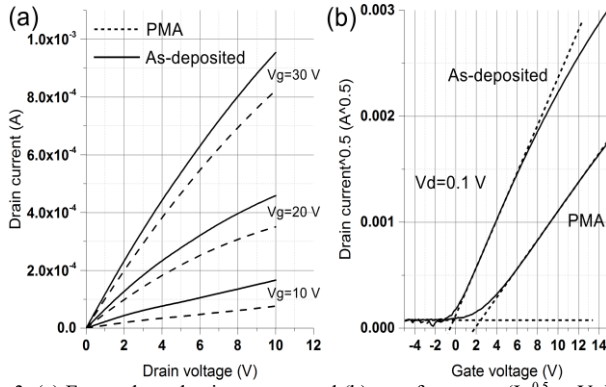 (a)
PMA
As-deposited
1.0x10⁻³
8.0x10⁻⁴
6.0x10⁻⁴
4.0x10⁻⁴
2.0x10⁻⁴
0.0
Drain current (A)
Vg=30 V
Vg=20 V
Vg=10 V
0 2 4 6 8 10 12
Drain voltage (V)
(b)
0.003
0.002
0.001
0.000
Drain current^0.5 (A^0.5)
As-deposited
Vd=0.1 V
PMA
-4 -2 0 2 4 6 8 10 12 14
Gate voltage (V)